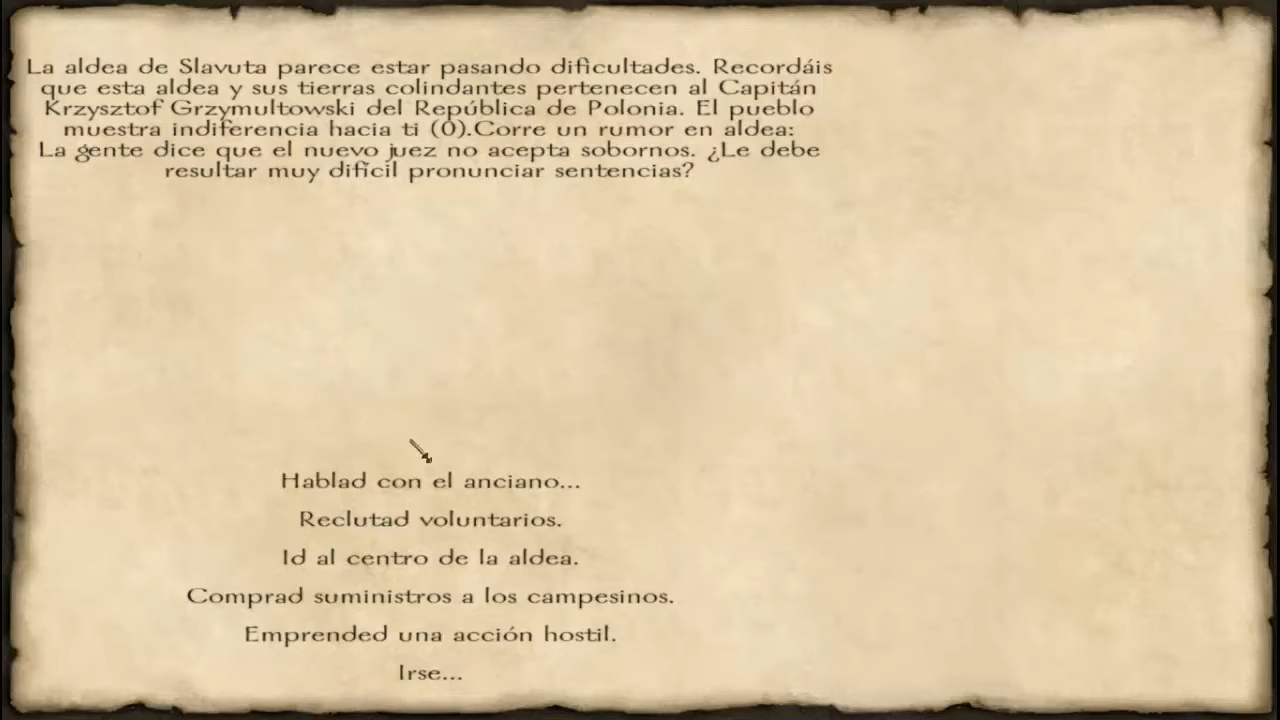 La aldea de Slavuta parece estar pasando dificultades. Recordáis
que esta aldea y sus tierras colindantes pertenecen al Capitán
Krzysztof Grzymultowski del República de Polonia. El pueblo
muestra indiferencia hacia ti (0).Corre un rumor en aldea:
La gente dice que el nuevo juez no acepta sobornos. ¿Le debe
resultar muy difícil pronunciar sentencias?
Hablad con el anciano...
Reclutad voluntarios.
Id al centro de la aldea.
Comprad suministros a los campesinos.
Emprended una acción hostil.
Irse...